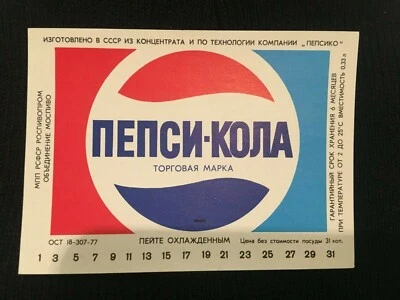 ИЗГОТОВЛЕНО В СССР ИЗ КОНЦЕНТРАТА И ПО ТЕХНОЛОГИИ КОМПАНИИ „ПЕПСИКО"
МПП РСФСР РОСПИВОПРОМ
ОБЪЕДИНЕНИЕ МОСПИВО
ПЕПСИ-КОЛА
ТОРГОВАЯ МАРКА
ГАРАНТИЙНЫЙ СРОК ХРАНЕНИЯ 6 МЕСЯЦЕВ
ПРИ ТЕМПЕРАТУРЕ ОТ 2 ДО 25°С ВМЕСТИМОСТЬ 0,33 л
ОСТ 18-307-77 ПЕЙТЕ ОХЛАЖДЕННЫМ Цена без стоимости посуды 31 коп.
1 3 5 7 9 11 13 15 17 19 21 23 25 27 29 31